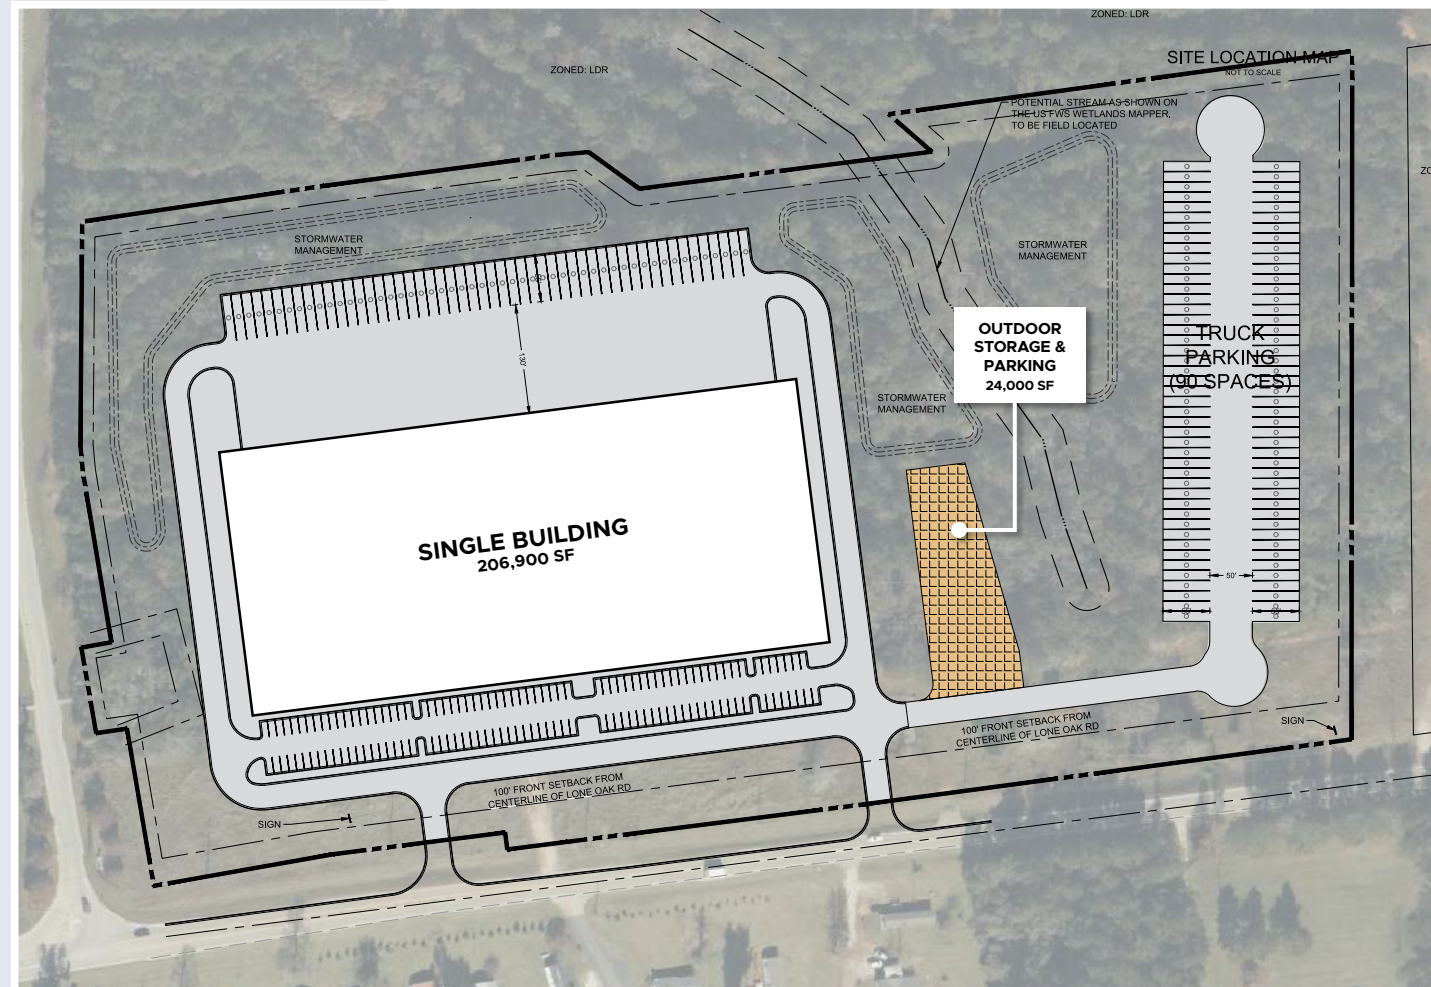 ZONED: LDR
ZONED: LDR
SITE LOCATION MAP
NOT TO SCALE
POTENTIAL STREAM AS SHOWN ON
THE US FWS WETLANDS MAPPER,
TO BE FIELD LOCATED
STORMWATER
MANAGEMENT
STORMWATER
MANAGEMENT
OUTDOOR
STORAGE &
PARKING
24,000 SF
TRUCK
PARKING
(90 SPACES)
130'
STORMWATER
MANAGEMENT
SINGLE BUILDING
206,900 SF
50'
100' FRONT SETBACK FROM
CENTERLINE OF LONE OAK RD
SIGN
100' FRONT SETBACK FROM
CENTERLINE OF LONE OAK RD
SIGN